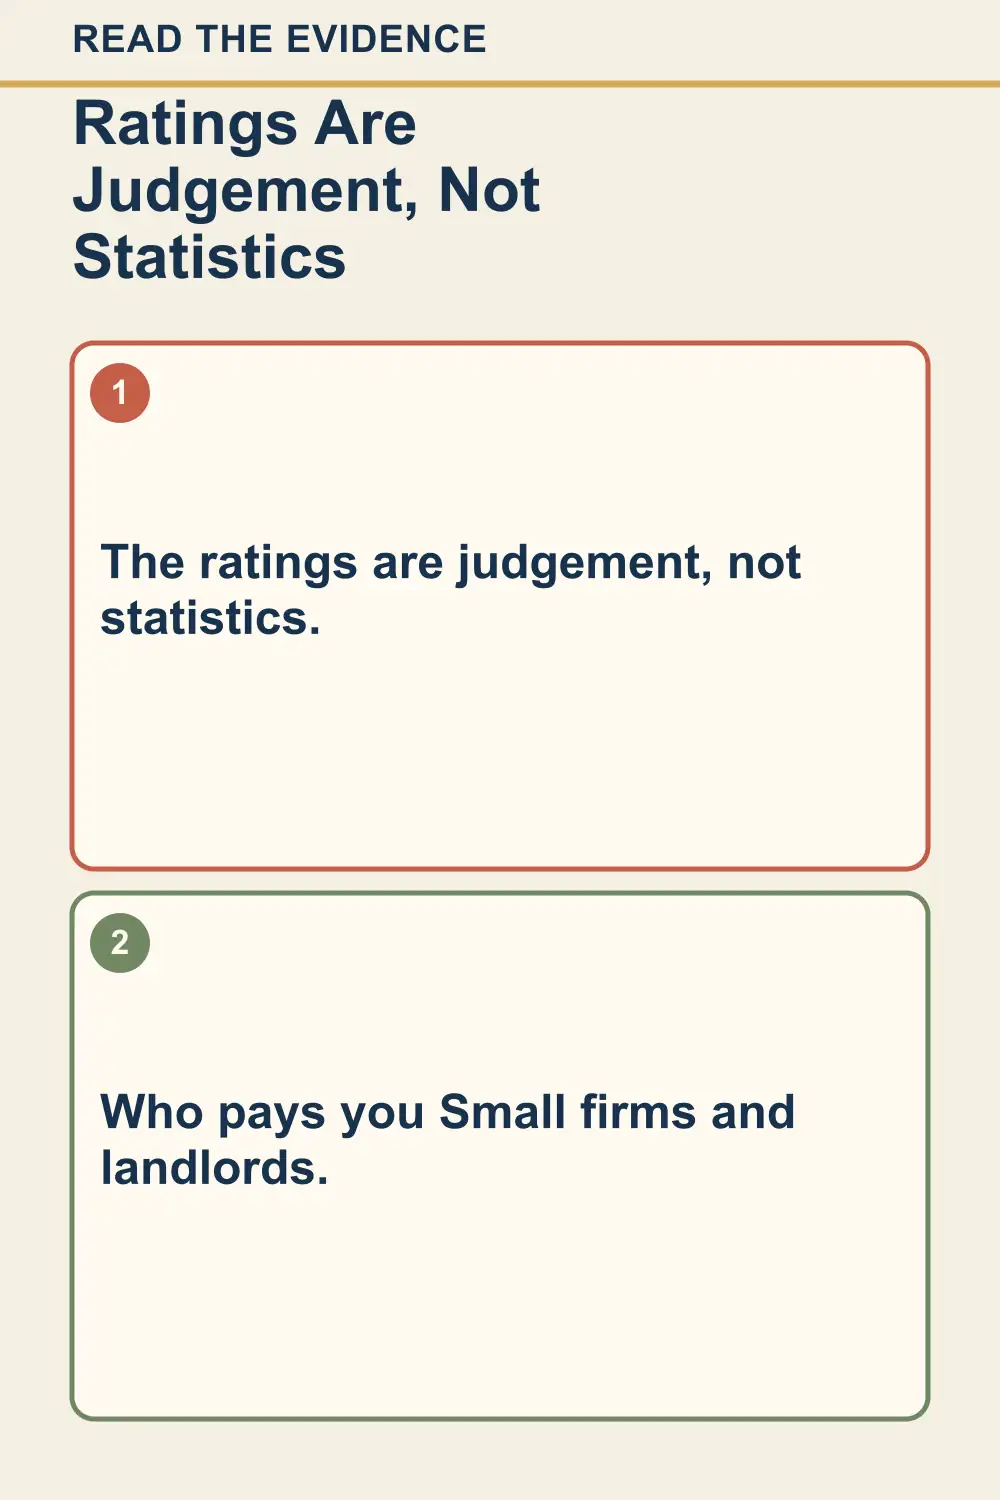 READ THE EVIDENCE
Ratings Are
Judgement, Not
Statistics
1
The ratings are judgement, not
statistics.
2
Who pays you Small firms and
landlords.